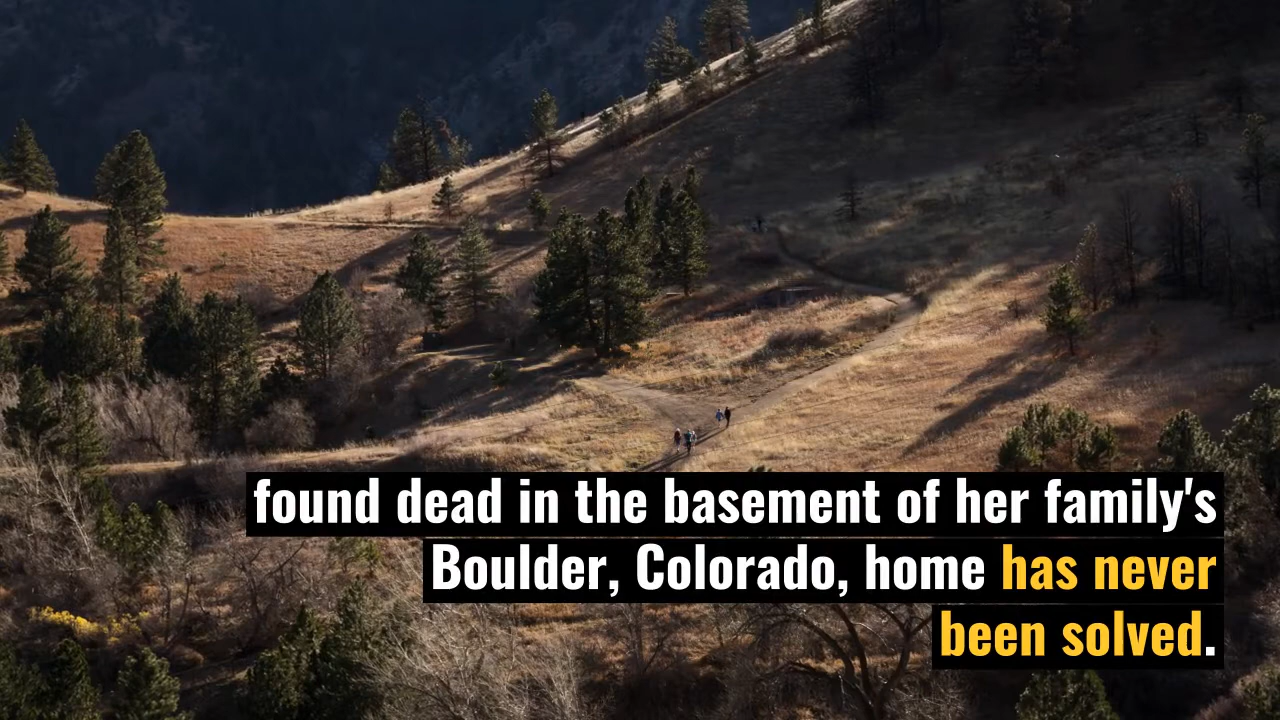 found dead in the basement of her family's
Boulder, Colorado, home has never
been solved.